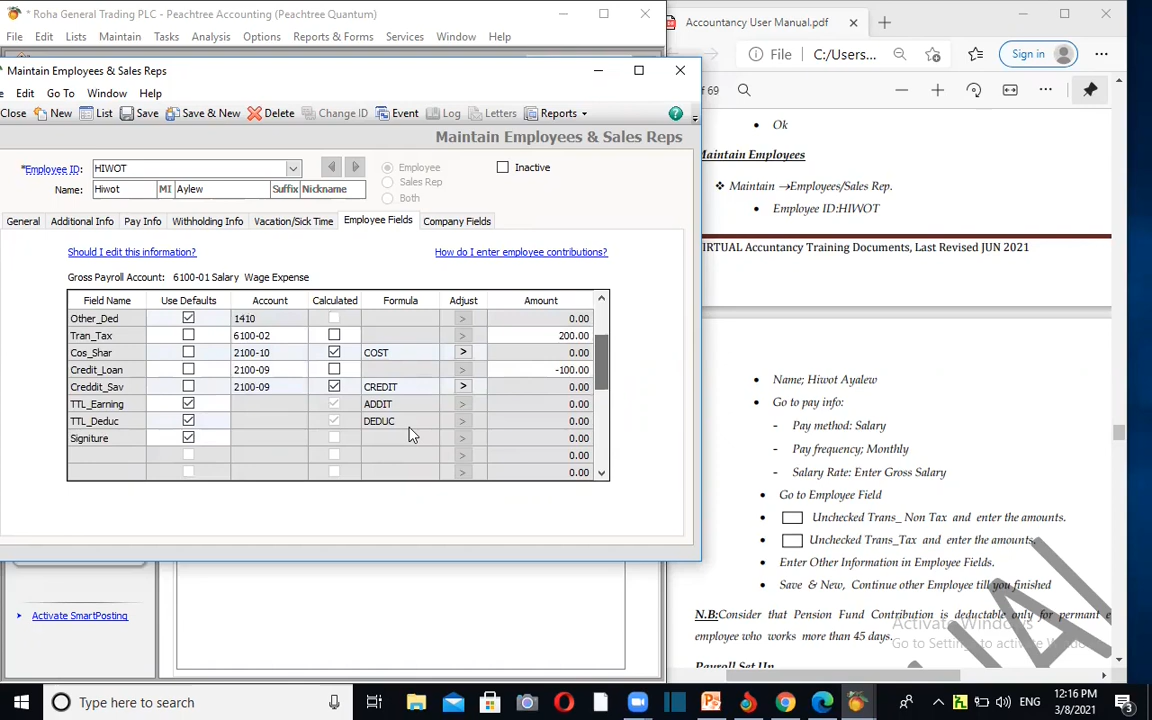 * Roha General Trading PLC - Peachtree Accounting (Peachtree Quantum)
File Edit Lists Maintain Tasks Analysis Options Reports & Forms Services Window Help
Maintain Employees & Sales Reps
Edit Go To Window Help
Close New List Save Save & New Delete Change ID Event Log Letters Reports
Maintain Employees & Sales Reps
*Employee ID: HIWOT
Employee
Inactive
Sales Rep
Name: Hiwot MI Aylew Suffix Nickname
Both
General Additional Info Pay Info Withholding Info Vacation/Sick Time Employee Fields Company Fields
Should I edit this information? How do I enter employee contributions?
Gross Payroll Account: 6100-01 Salary Wage Expense
Field Name Use Defaults Account Calculated Formula Adjust Amount
Other_Ded 1410 > 0.00
Tran_Tax 6100-02 > 200.00
Cos_Shar 2100-10 COST > 0.00
Credit_Loan 2100-09 > -100.00
Creddit_Sav 2100-09 CREDIT > 0.00
TTL_Earning ADDIT > 0.00
TTL_Deduc DEDUC > 0.00
Signiture > 0.00
> 0.00
> 0.00
Activate SmartPosting
Accountancy User Manual.pdf
File C:/Users... Sign in
of 69
• Ok
Maintain Employees
❖ Maintain →Employees/Sales Rep.
• Employee ID:HIWOT
VIRTUAL Accuntancy Training Documents, Last Revised JUN 2021
• Name; Hiwot Ayalew
• Go to pay info:
- Pay method: Salary
- Pay frequency; Monthly
- Salary Rate: Enter Gross Salary
• Go to Employee Field
• Unchecked Trans_ Non Tax and enter the amounts.
• Unchecked Trans_Tax and enter the amounts.
• Enter Other Information in Employee Fields.
• Save & New, Continue other Employee till you finished
N.B:Consider that Pension Fund Contribution is deductable only for permant e
employee who works more than 45 days.
Payroll Set Up
Activate Windows
Go to Settings to activate Windows.
Type here to search
ENG
12:16 PM
3/8/2021
3